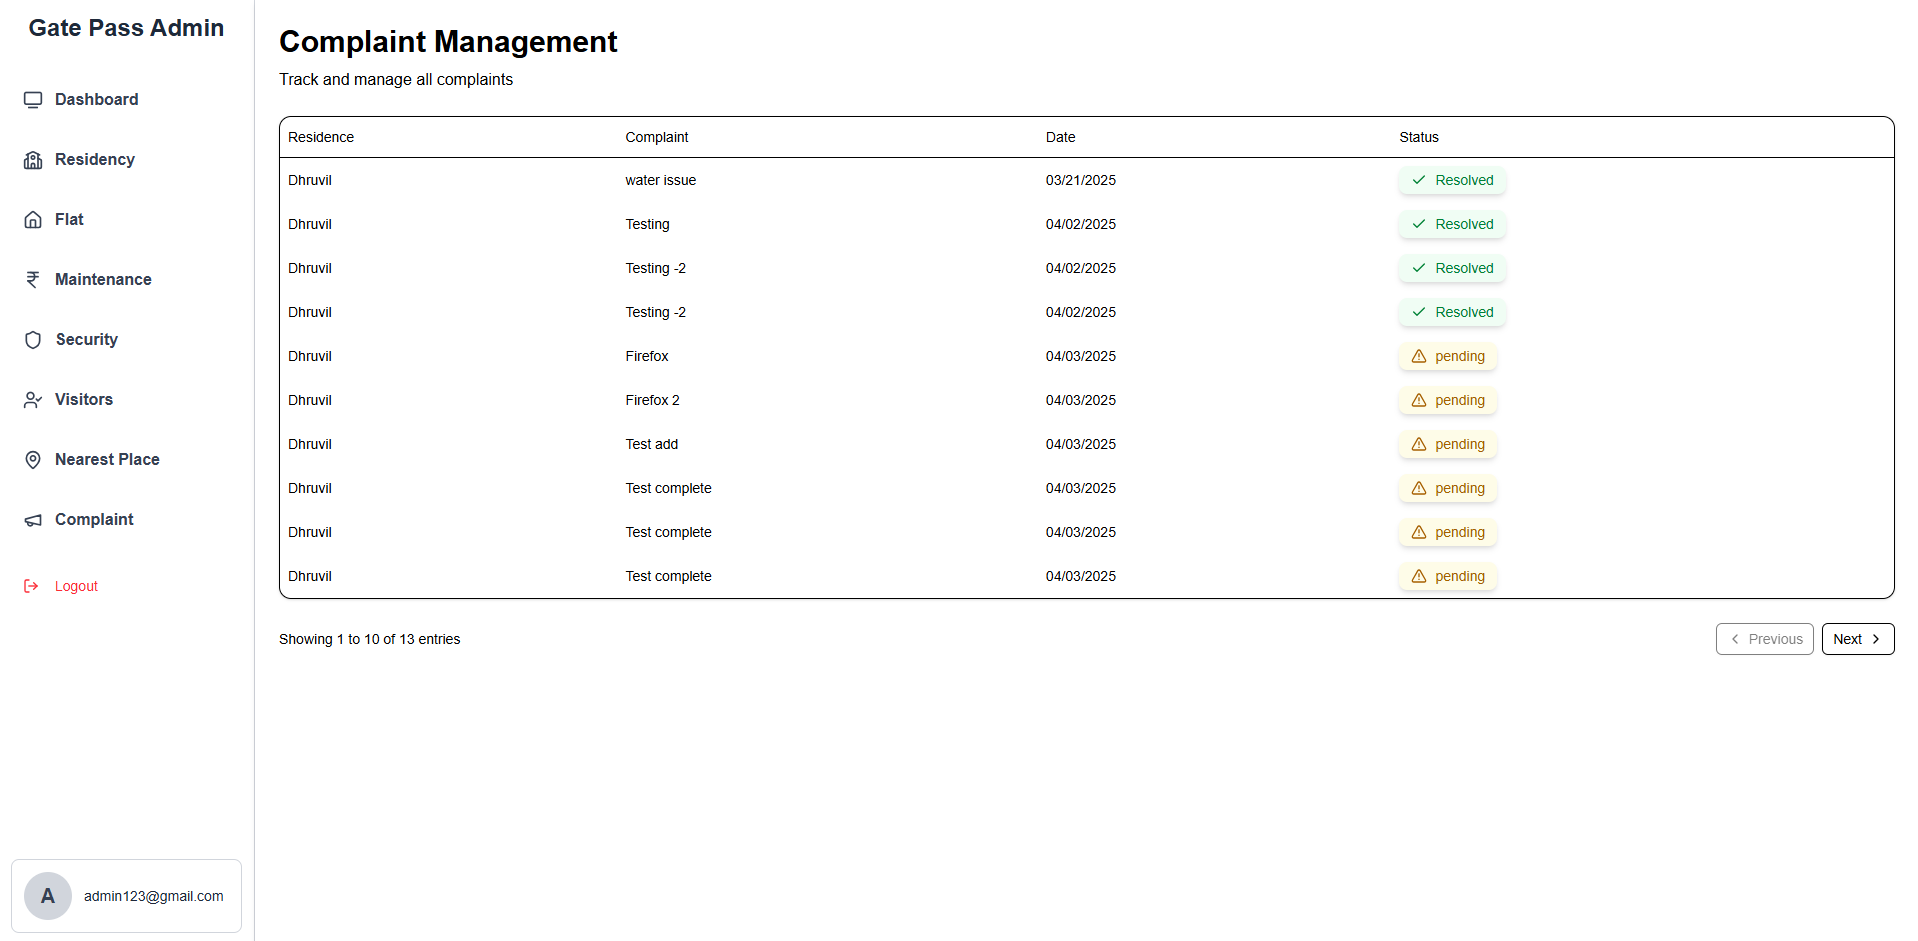 Gate Pass Admin
Dashboard
Residency
Flat
Maintenance
Security
Visitors
Nearest Place
Complaint
Logout
A admin123@gmail.com
Complaint Management
Track and manage all complaints
Residence Complaint Date Status
Dhruvil water issue 03/21/2025 Resolved
Dhruvil Testing 04/02/2025 Resolved
Dhruvil Testing -2 04/02/2025 Resolved
Dhruvil Testing -2 04/02/2025 Resolved
Dhruvil Firefox 04/03/2025 pending
Dhruvil Firefox 2 04/03/2025 pending
Dhruvil Test add 04/03/2025 pending
Dhruvil Test complete 04/03/2025 pending
Dhruvil Test complete 04/03/2025 pending
Dhruvil Test complete 04/03/2025 pending
Showing 1 to 10 of 13 entries Previous Next